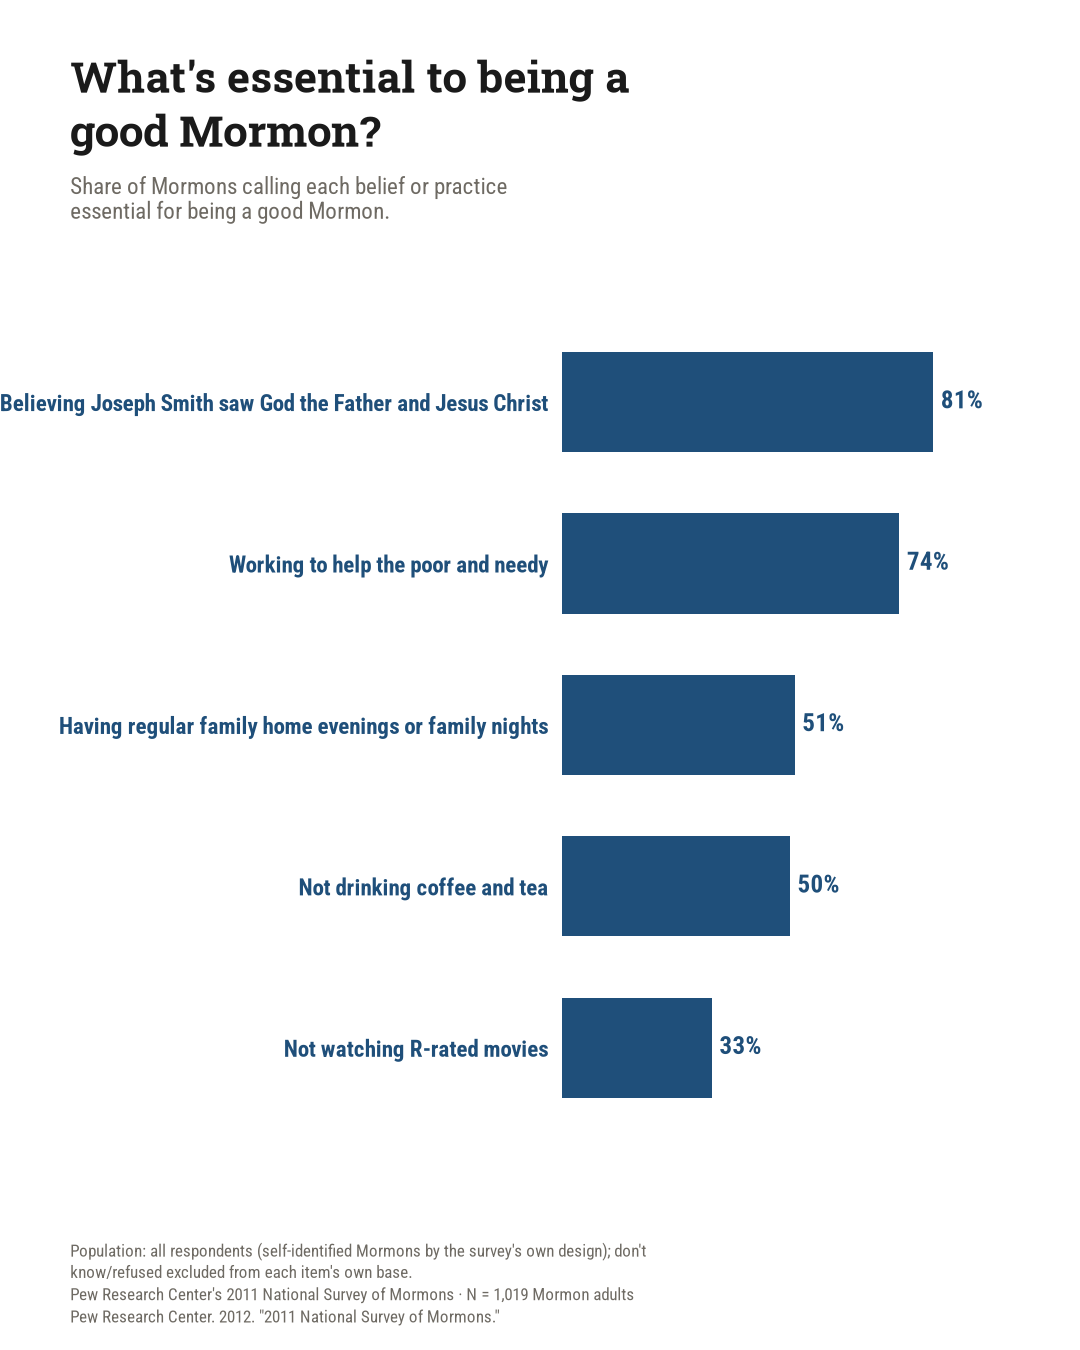 What's essential to being a
good Mormon?
Share of Mormons calling each belief or practice
essential for being a good Mormon.
Believing Joseph Smith saw God the Father and Jesus Christ
81%
Working to help the poor and needy
74%
Having regular family home evenings or family nights
51%
Not drinking coffee and tea
50%
Not watching R-rated movies
33%
Population: all respondents (self-identified Mormons by the survey's own design); don't
know/refused excluded from each item's own base.
Pew Research Center's 2011 National Survey of Mormons · N = 1,019 Mormon adults
Pew Research Center. 2012. "2011 National Survey of Mormons."